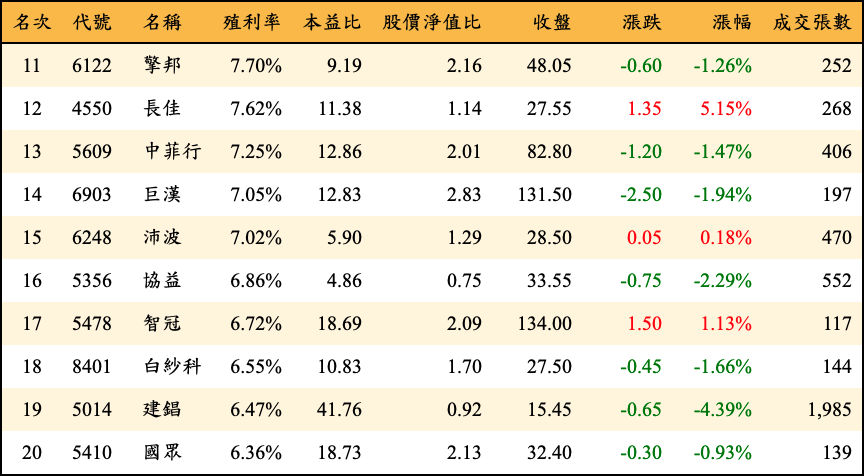 名次 代號 名稱 殖利率 本益比 股價淨值比 收盤 漲跌 漲幅 成交張數
11 6122 擎邦 7.70% 9.19 2.16 48.05 -0.60 -1.26% 252
12 4550 長佳 7.62% 11.38 1.14 27.55 1.35 5.15% 268
13 5609 中菲行 7.25% 12.86 2.01 82.80 -1.20 -1.47% 406
14 6903 巨漢 7.05% 12.83 2.83 131.50 -2.50 -1.94% 197
15 6248 沛波 7.02% 5.90 1.29 28.50 0.05 0.18% 470
16 5356 協益 6.86% 4.86 0.75 33.55 -0.75 -2.29% 552
17 5478 智冠 6.72% 18.69 2.09 134.00 1.50 1.13% 117
18 8401 白紗科 6.55% 10.83 1.70 27.50 -0.45 -1.66% 144
19 5014 建錩 6.47% 41.76 0.92 15.45 -0.65 -4.39% 1,985
20 5410 國眾 6.36% 18.73 2.13 32.40 -0.30 -0.93% 139